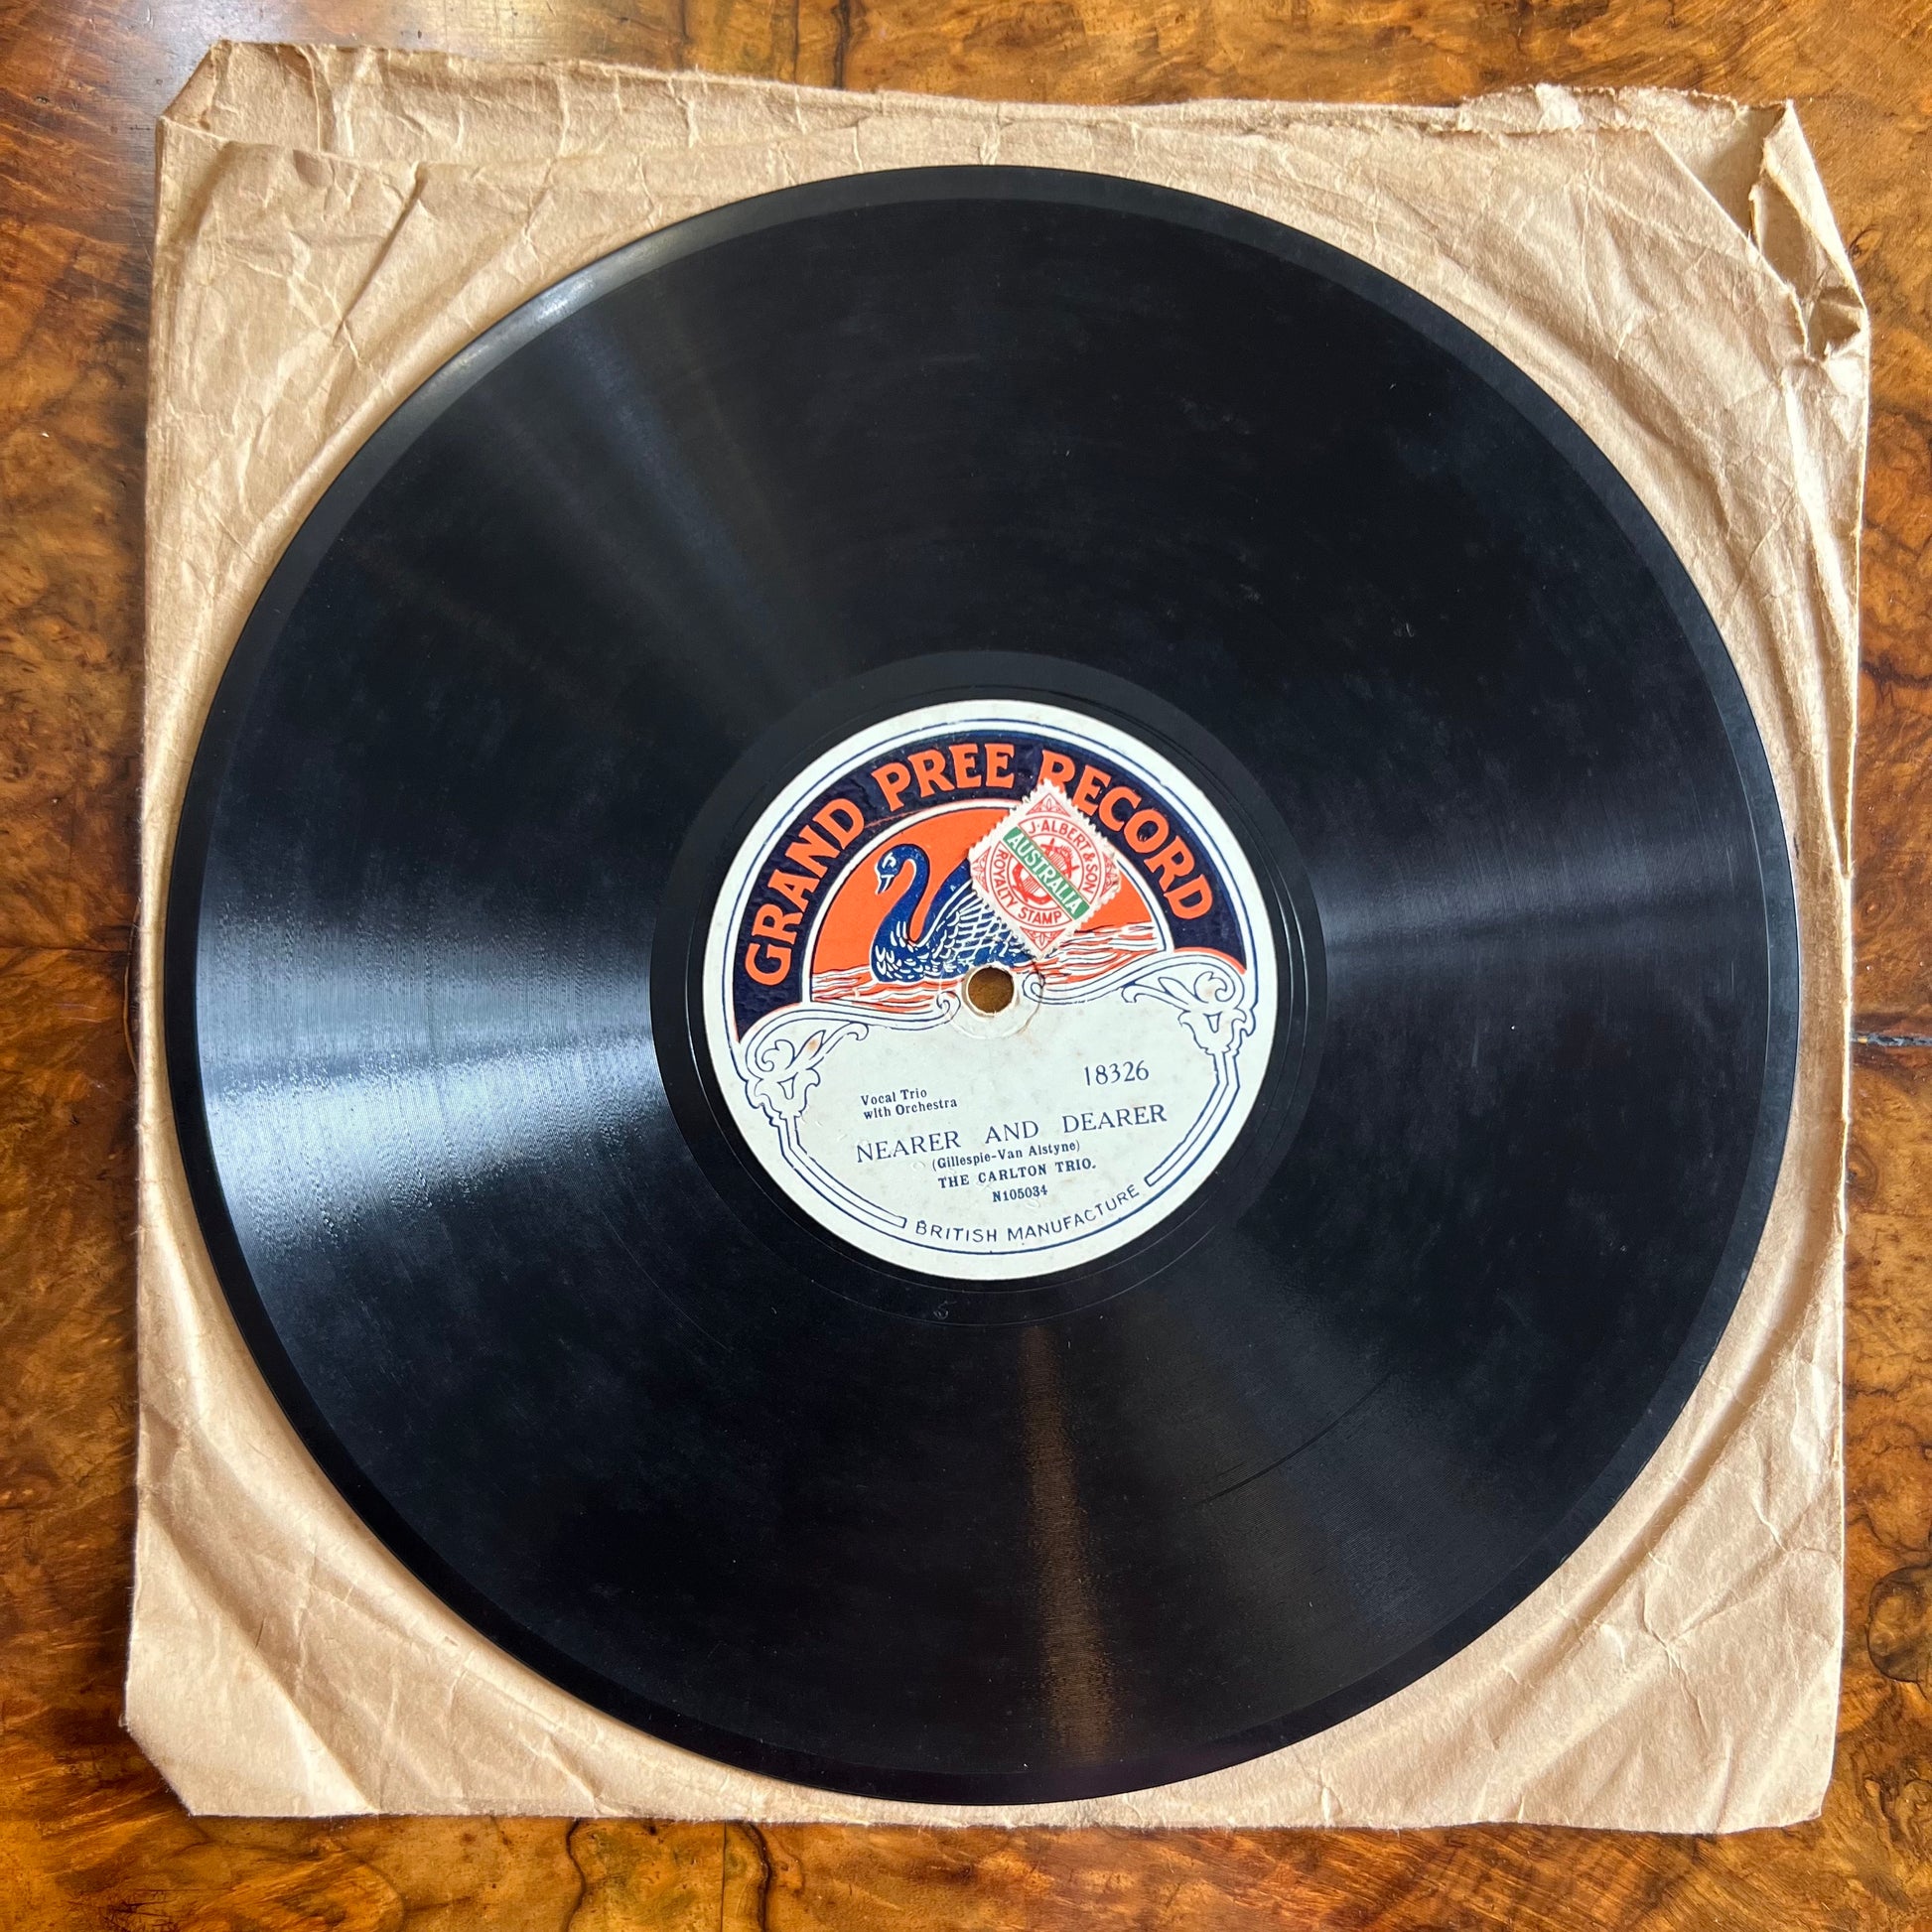 GRAND PREE RECORD
J. ALBERT & SON
AUSTRALIA
ROYALTY STAMP
18326
Vocal Trio
with Orchestra
NEARER AND DEARER
(Gillespie-Van Alstyne)
THE CARLTON TRIO.
N105034
BRITISH MANUFACTURE
6